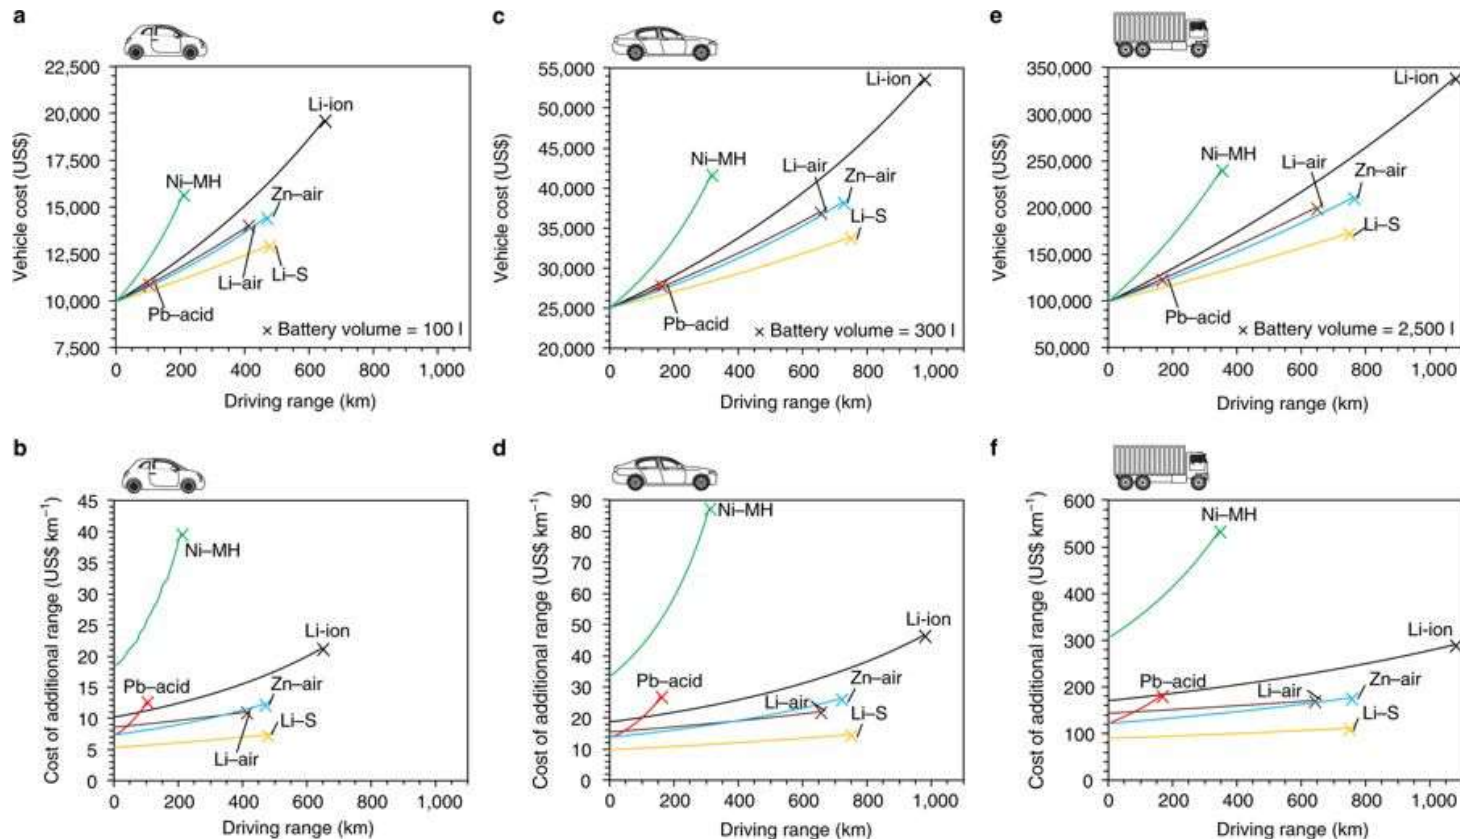 a
22,500
20,000
17,500
15,000
12,500
10,000
7,500
Vehicle cost (US$)
Li-ion
Ni–MH
Zn–air
Li–air
Li–S
Pb–acid
× Battery volume = 100 l
0 200 400 600 800 1,000
Driving range (km)
c
55,000
50,000
45,000
40,000
35,000
30,000
25,000
20,000
Vehicle cost (US$)
Li-ion
Ni–MH
Li–air
Zn–air
Li–S
Pb–acid
× Battery volume = 300 l
0 200 400 600 800 1,000
Driving range (km)
e
350,000
300,000
250,000
200,000
150,000
100,000
50,000
Vehicle cost (US$)
Li-ion
Ni–MH
Li–air
Zn–air
Li–S
Pb–acid
× Battery volume = 2,500 l
0 200 400 600 800 1,000
Driving range (km)
b
45
40
35
30
25
20
15
10
5
0
Cost of additional range (US$ km⁻¹)
Ni–MH
Li-ion
Pb–acid
Zn–air
Li–S
Li–air
0 200 400 600 800 1,000
Driving range (km)
d
90
80
70
60
50
40
30
20
10
0
Cost of additional range (US$ km⁻¹)
Ni–MH
Li-ion
Pb–acid
Li–air
Zn–air
Li–S
0 200 400 600 800 1,000
Driving range (km)
f
600
500
400
300
200
100
0
Cost of additional range (US$ km⁻¹)
Ni–MH
Li-ion
Pb–acid
Li–air
Zn–air
Li–S
0 200 400 600 800 1,000
Driving range (km)